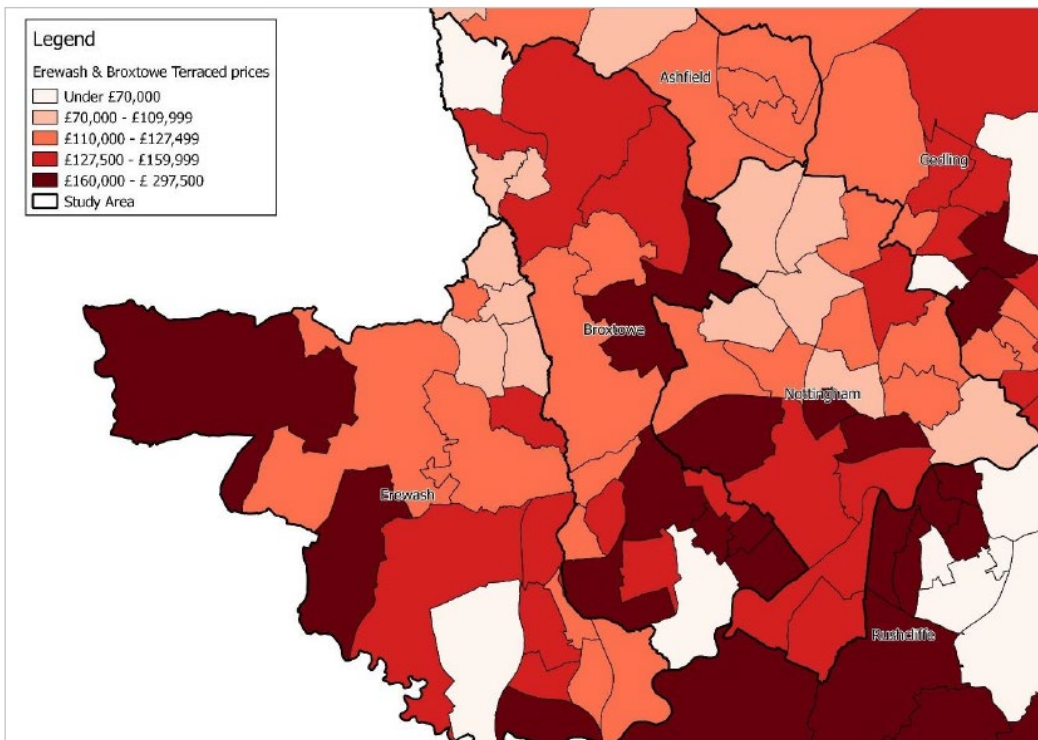 Legend
Erewash & Broxtowe Terraced prices
Under £70,000
£70,000 - £109,999
£110,000 - £127,499
£127,500 - £159,999
£160,000 - £ 297,500
Study Area
Ashfield
Gedling
Broxtowe
Nottingham
Erewash
Rushcliffe